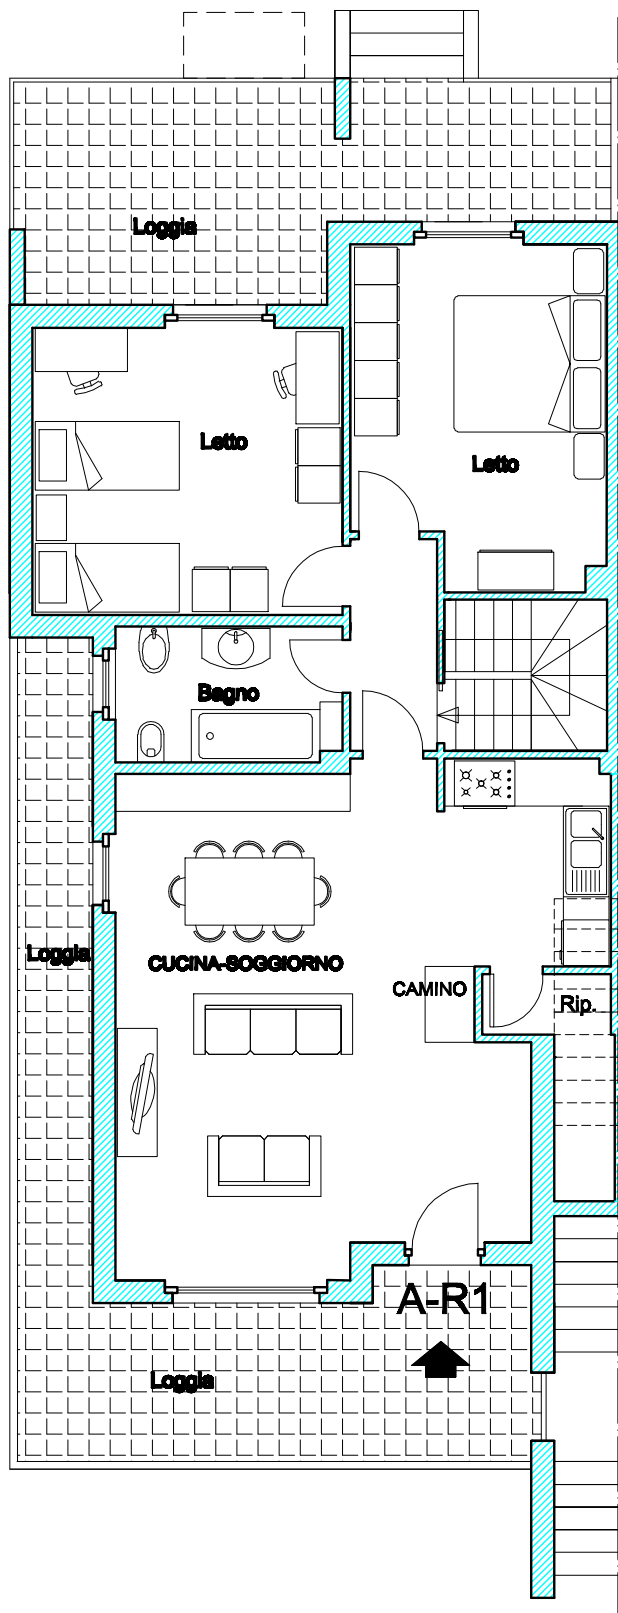 Loggia
Letto
Letto
Bagno
Loggia
CUCINA-SOGGIORNO
CAMINO
Rip.
A-R1
Loggia